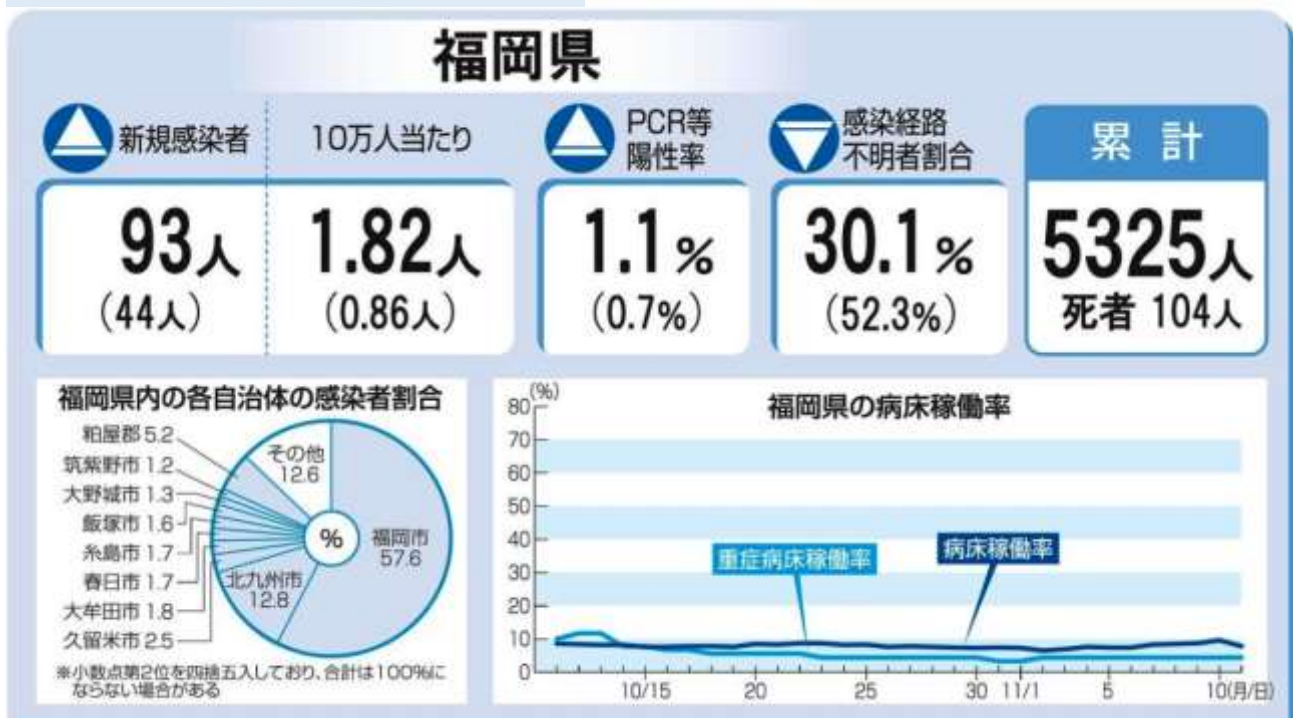 福岡県
新規感染者
10万人当たり
PCR等
陽性率
感染経路
不明者割合
累計
93人
(44人)
1.82人
(0.86人)
1.1%
(0.7%)
30.1%
(52.3%)
5325人
死者 104人
福岡県内の各自治体の感染者割合
粕屋郡 5.2
筑紫野市 1.2
大野城市 1.3
飯塚市 1.6
糸島市 1.7
春日市 1.7
大牟田市 1.8
久留米市 2.5
その他
12.6
%
福岡市
57.6
北九州市
12.8
※小数点第2位を四捨五入しており、合計は100%に
ならない場合がある
福岡県の病床稼働率
(%)
80
70
60
50
40
30
20
10
0
重症病床稼働率
病床稼働率
10/15 20 25 30 11/1 5 10(月/日)